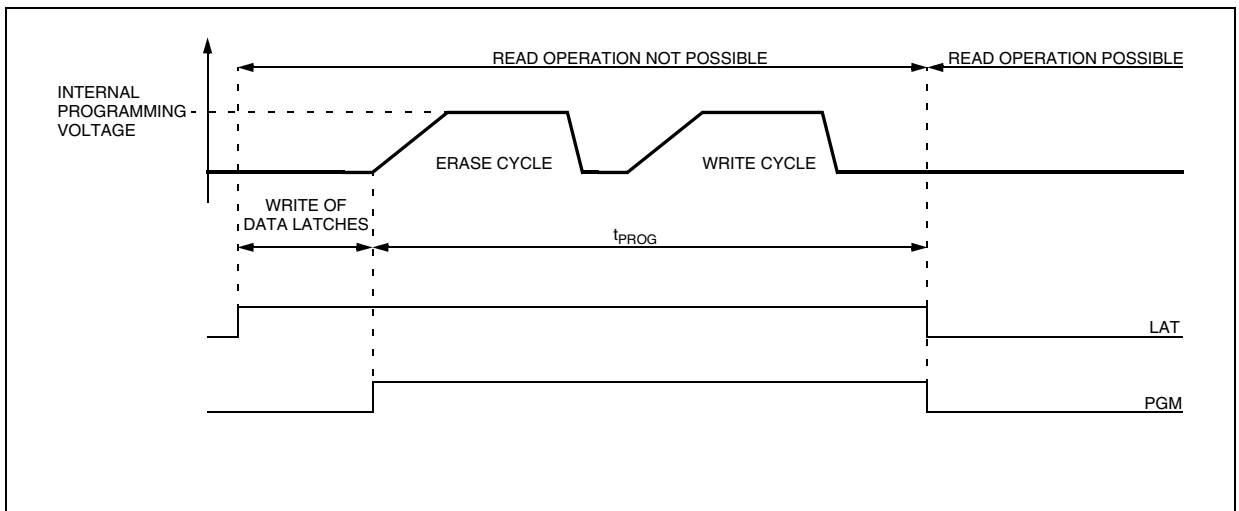 READ OPERATION NOT POSSIBLE
READ OPERATION POSSIBLE
INTERNAL
PROGRAMMING
VOLTAGE
ERASE CYCLE
WRITE CYCLE
WRITE OF
DATA LATCHES
tPROG
LAT
PGM